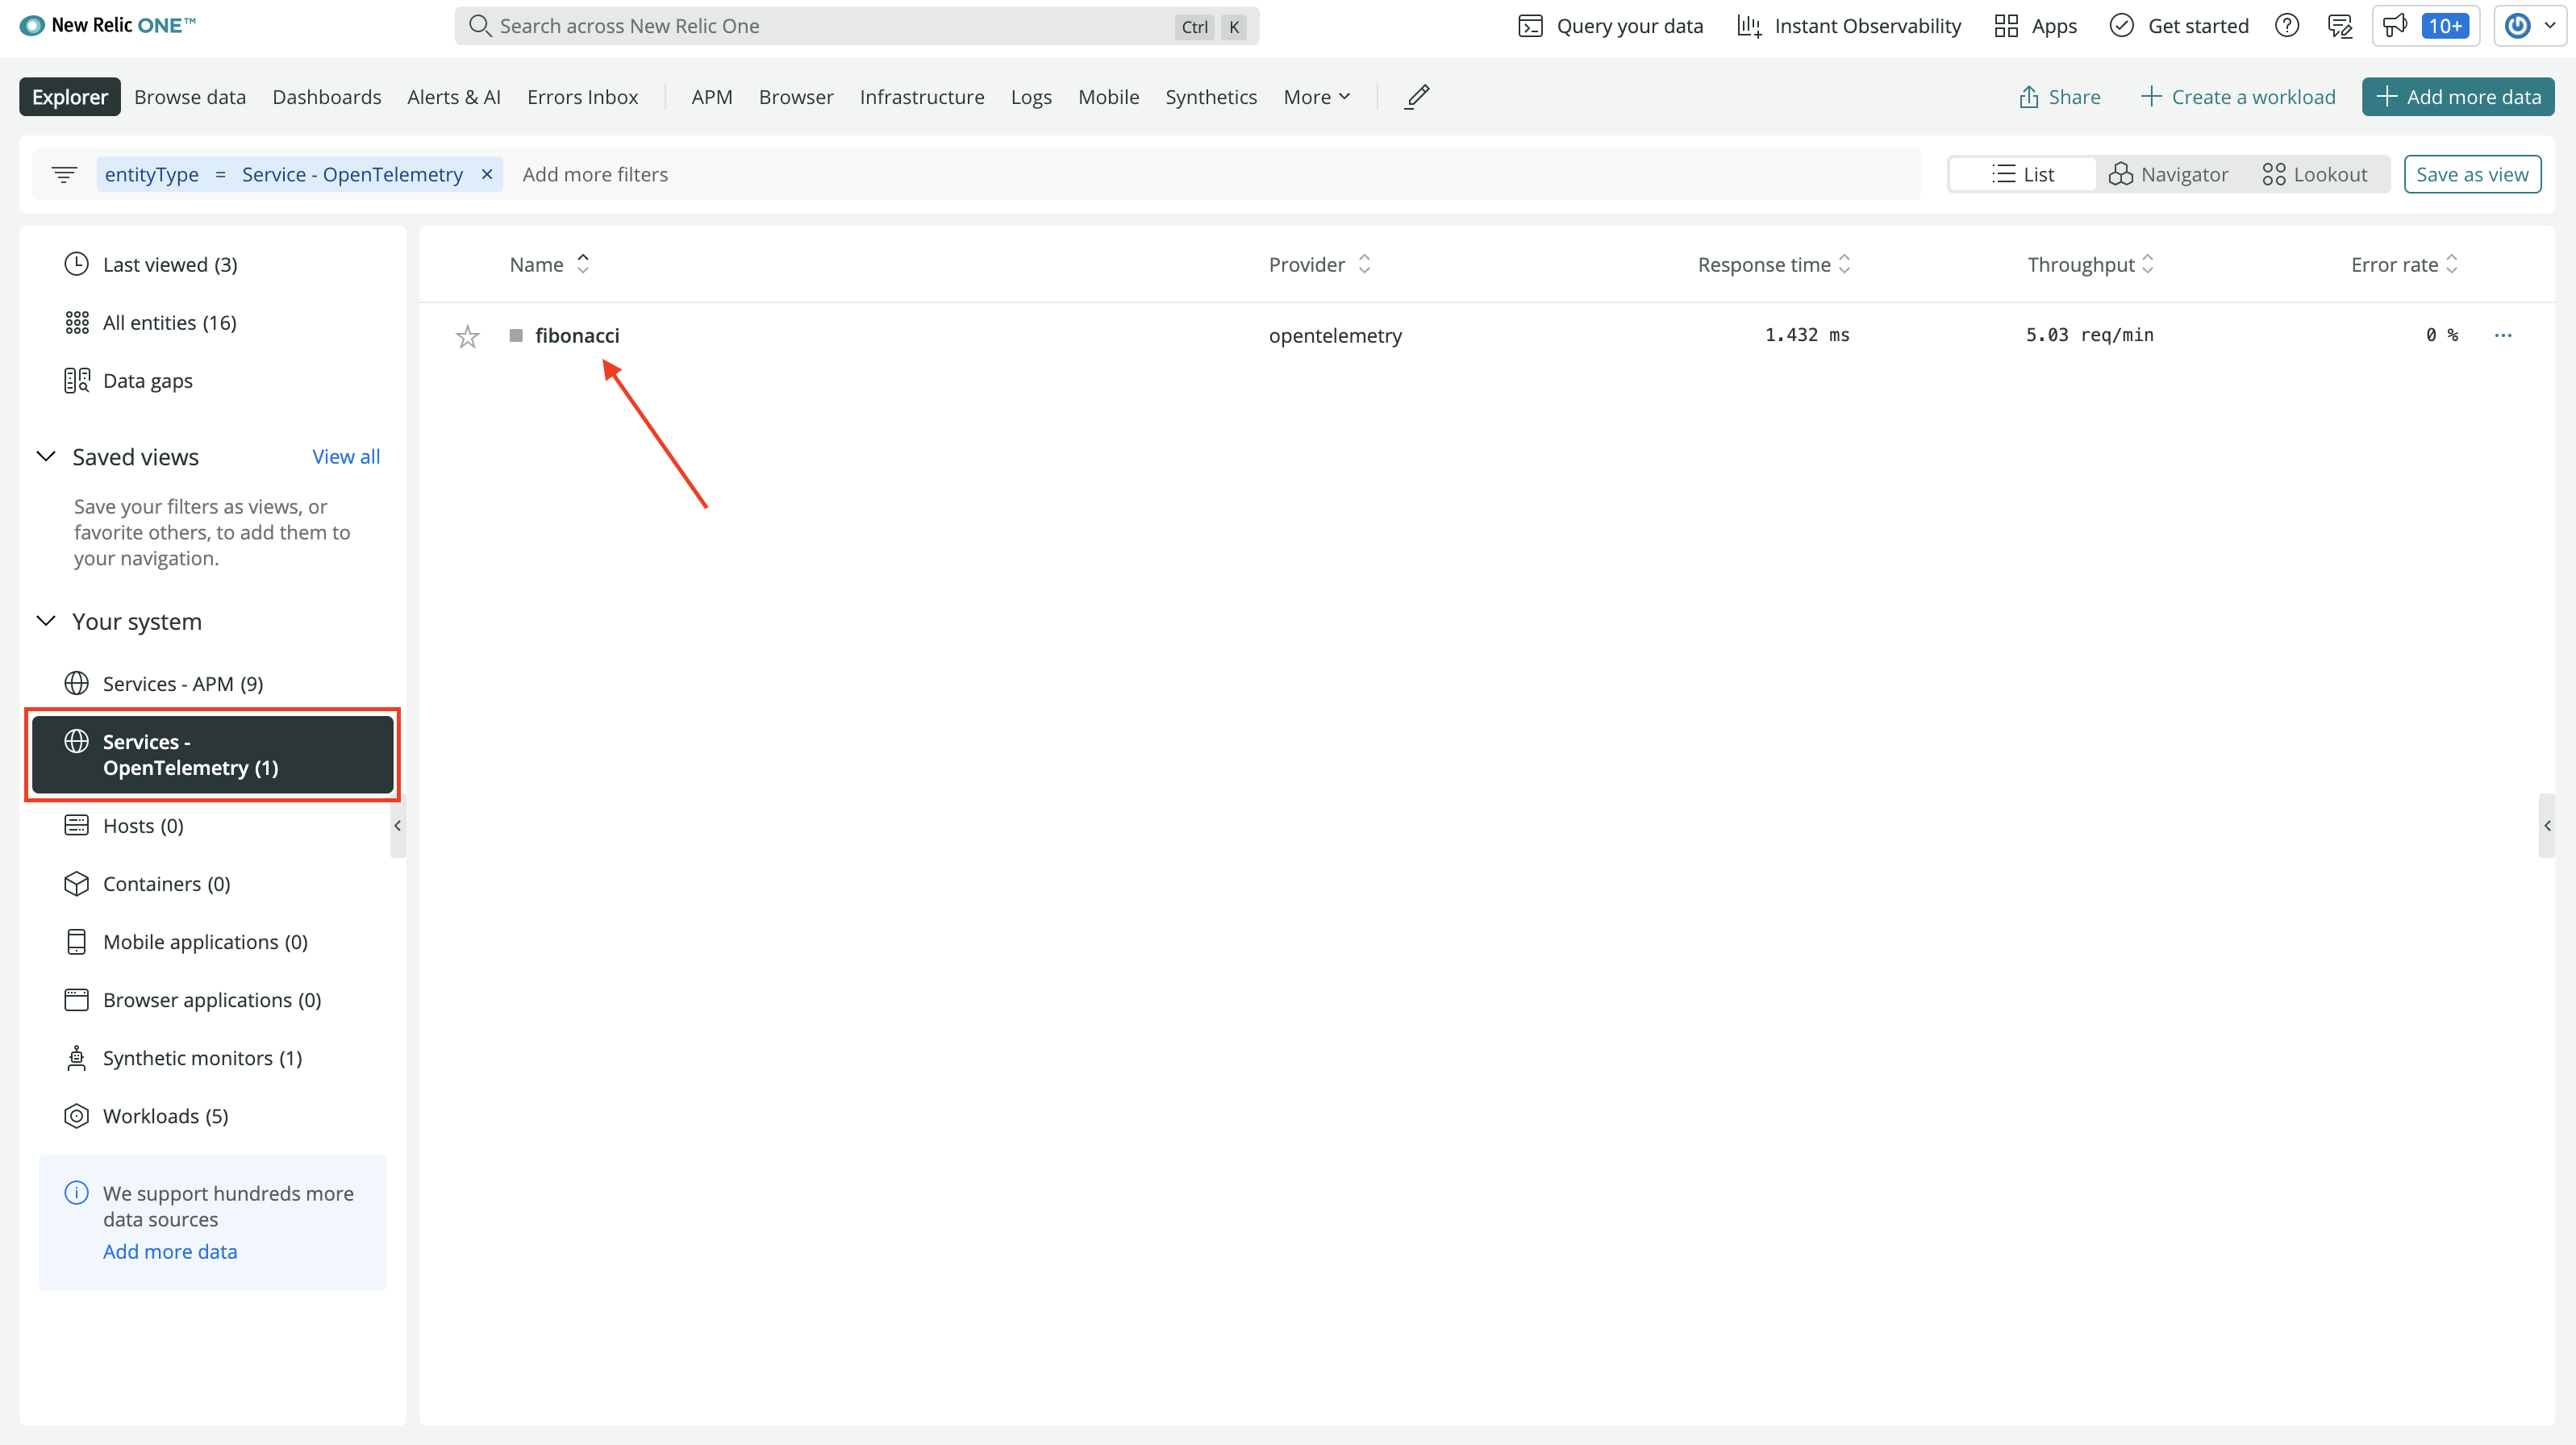 New Relic ONE™
Search across New Relic One
Ctrl K
Query your data
Instant Observability
Apps
Get started
10+
Explorer
Browse data
Dashboards
Alerts & AI
Errors Inbox
APM
Browser
Infrastructure
Logs
Mobile
Synthetics
More
Share
Create a workload
Add more data
entityType = Service - OpenTelemetry ×
Add more filters
List
Navigator
Lookout
Save as view
Last viewed (3)
All entities (16)
Data gaps
Saved views
View all
Save your filters as views, or
favorite others, to add them to
your navigation.
Your system
Services - APM (9)
Services -
OpenTelemetry (1)
Hosts (0)
Containers (0)
Mobile applications (0)
Browser applications (0)
Synthetic monitors (1)
Workloads (5)
We support hundreds more
data sources
Add more data
Name Provider Response time Throughput Error rate
fibonacci opentelemetry 1.432 ms 5.03 req/min 0 % ...